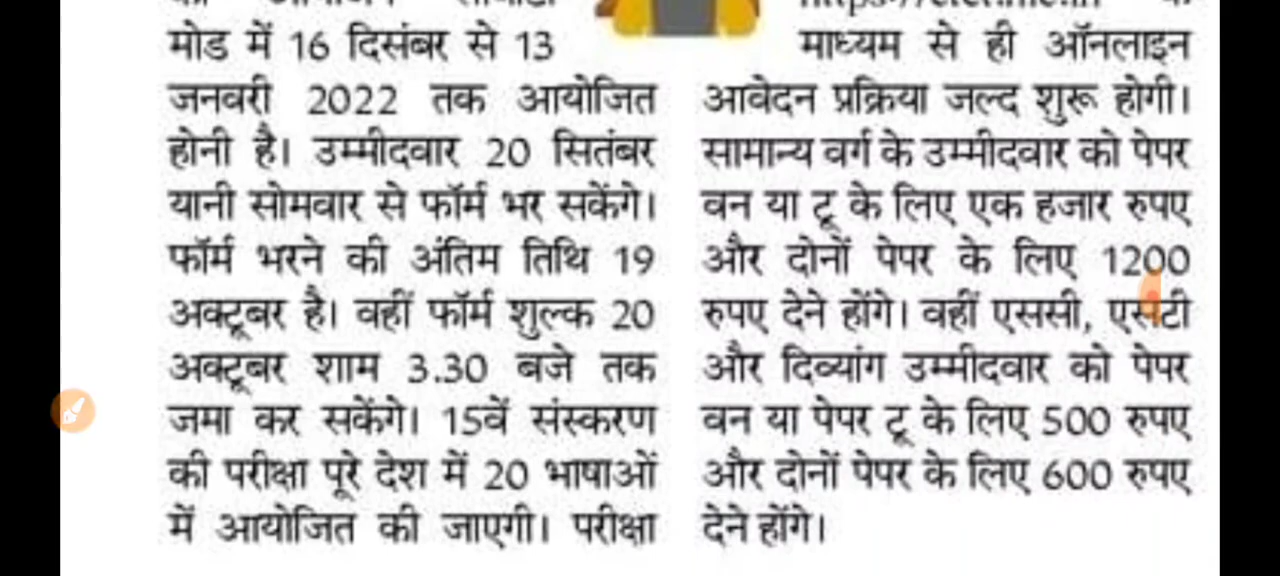 मोड में 16 दिसंबर से 13
जनवरी 2022 तक आयोजित
होनी है। उम्मीदवार 20 सितंबर
यानी सोमवार से फॉर्म भर सकेंगे।
फॉर्म भरने की अंतिम तिथि 19
अक्टूबर है। वहीं फॉर्म शुल्क 20
अक्टूबर शाम 3.30 बजे तक
जमा कर सकेंगे। 15वें संस्करण
की परीक्षा पूरे देश में 20 भाषाओं
में आयोजित की जाएगी। परीक्षा
माध्यम से ही ऑनलाइन
आवेदन प्रक्रिया जल्द शुरू होगी।
सामान्य वर्ग के उम्मीदवार को पेपर
वन या टू के लिए एक हजार रुपए
और दोनों पेपर के लिए 1200
रुपए देने होंगे। वहीं एससी, एसटी
और दिव्यांग उम्मीदवार को पेपर
वन या पेपर टू के लिए 500 रुपए
और दोनों पेपर के लिए 600 रुपए
देने होंगे।